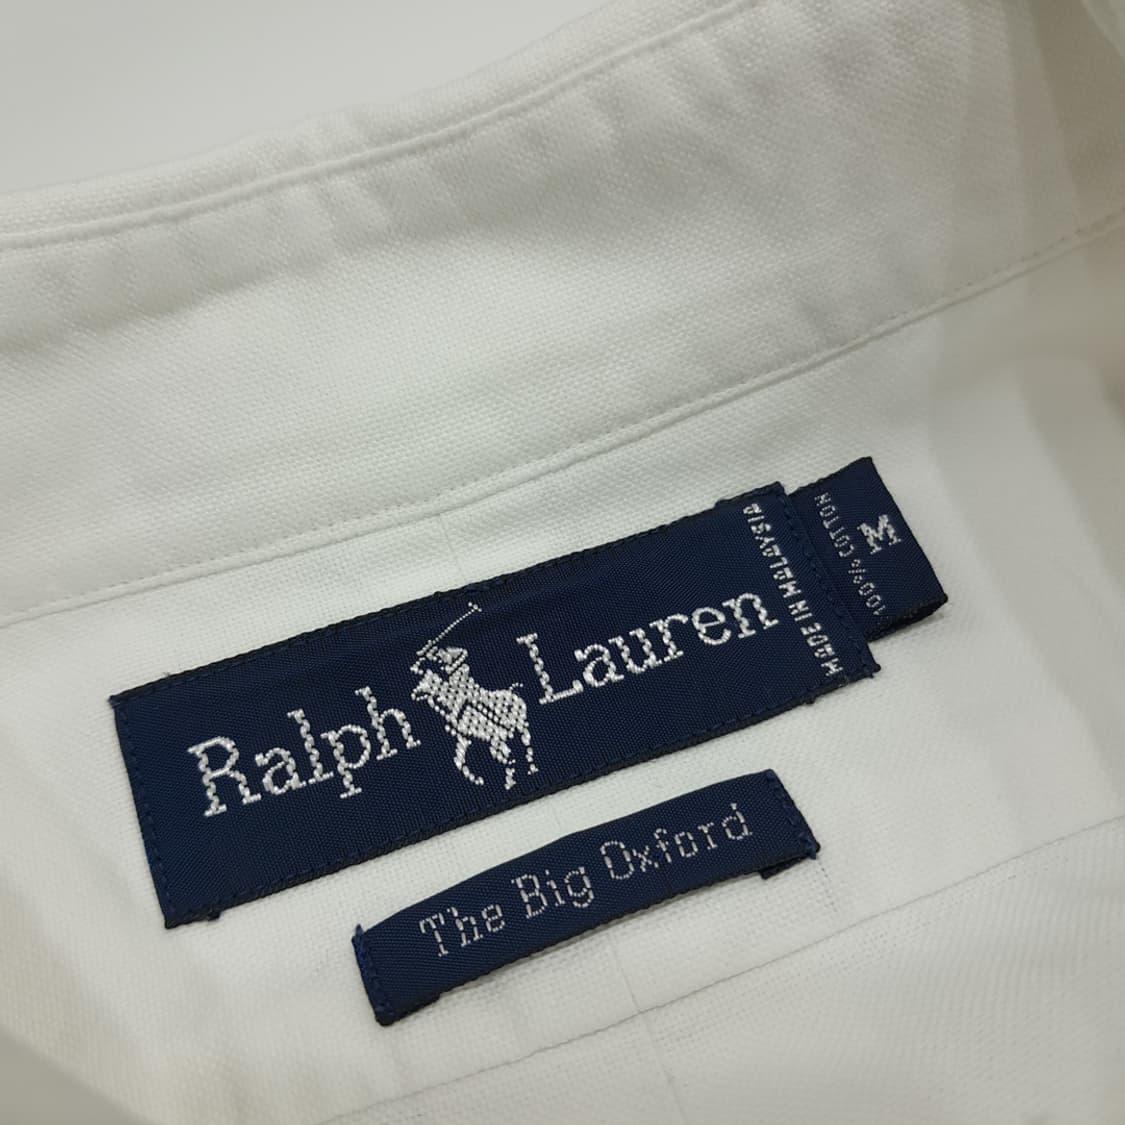 Ralph Lauren
MADE IN MALAYSIA
100% COTTON
M
The Big Oxford